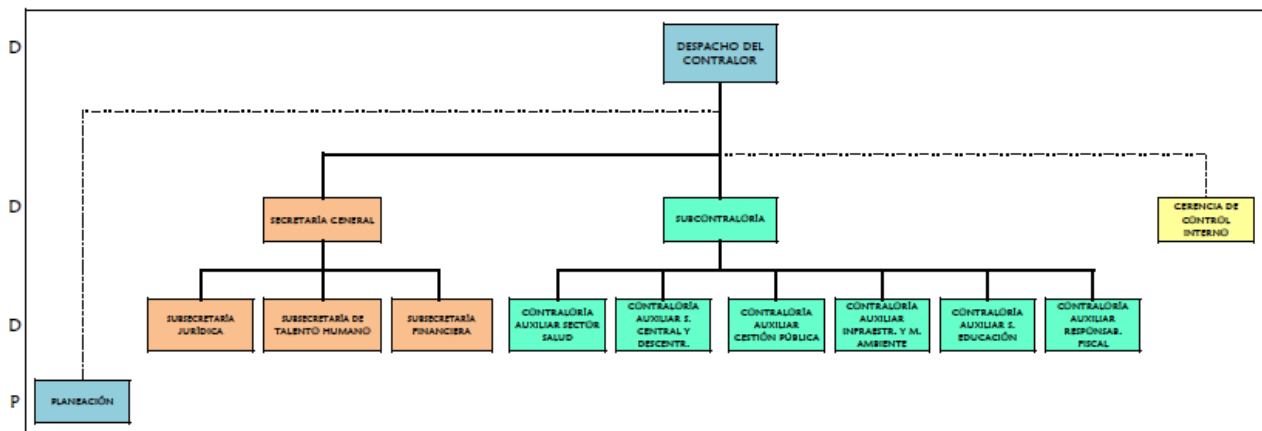 D
DESPACHO DEL
CONTRALOR
D
SECRETARÍA GENERAL
SUBCONTRALORÍA
GERENCIA DE
CONTROL
INTERNO
D
SUBSECRETARÍA
JURÍDICA
SUBSECRETARÍA DE
TALENTO HUMANO
SUBSECRETARÍA
FINANCIERA
CONTRALORÍA
AUXILIAR SECTOR
SALUD
CONTRALORÍA
AUXILIAR S.
CENTRAL Y
DESCENTR.
CONTRALORÍA
AUXILIAR
GESTIÓN PÚBLICA
CONTRALORÍA
AUXILIAR
INFRAESTR. Y M.
AMBIENTE
CONTRALORÍA
AUXILIAR S.
EDUCACIÓN
CONTRALORÍA
AUXILIAR
RESPONSAB.
FISCAL
P
PLANEACIÓN